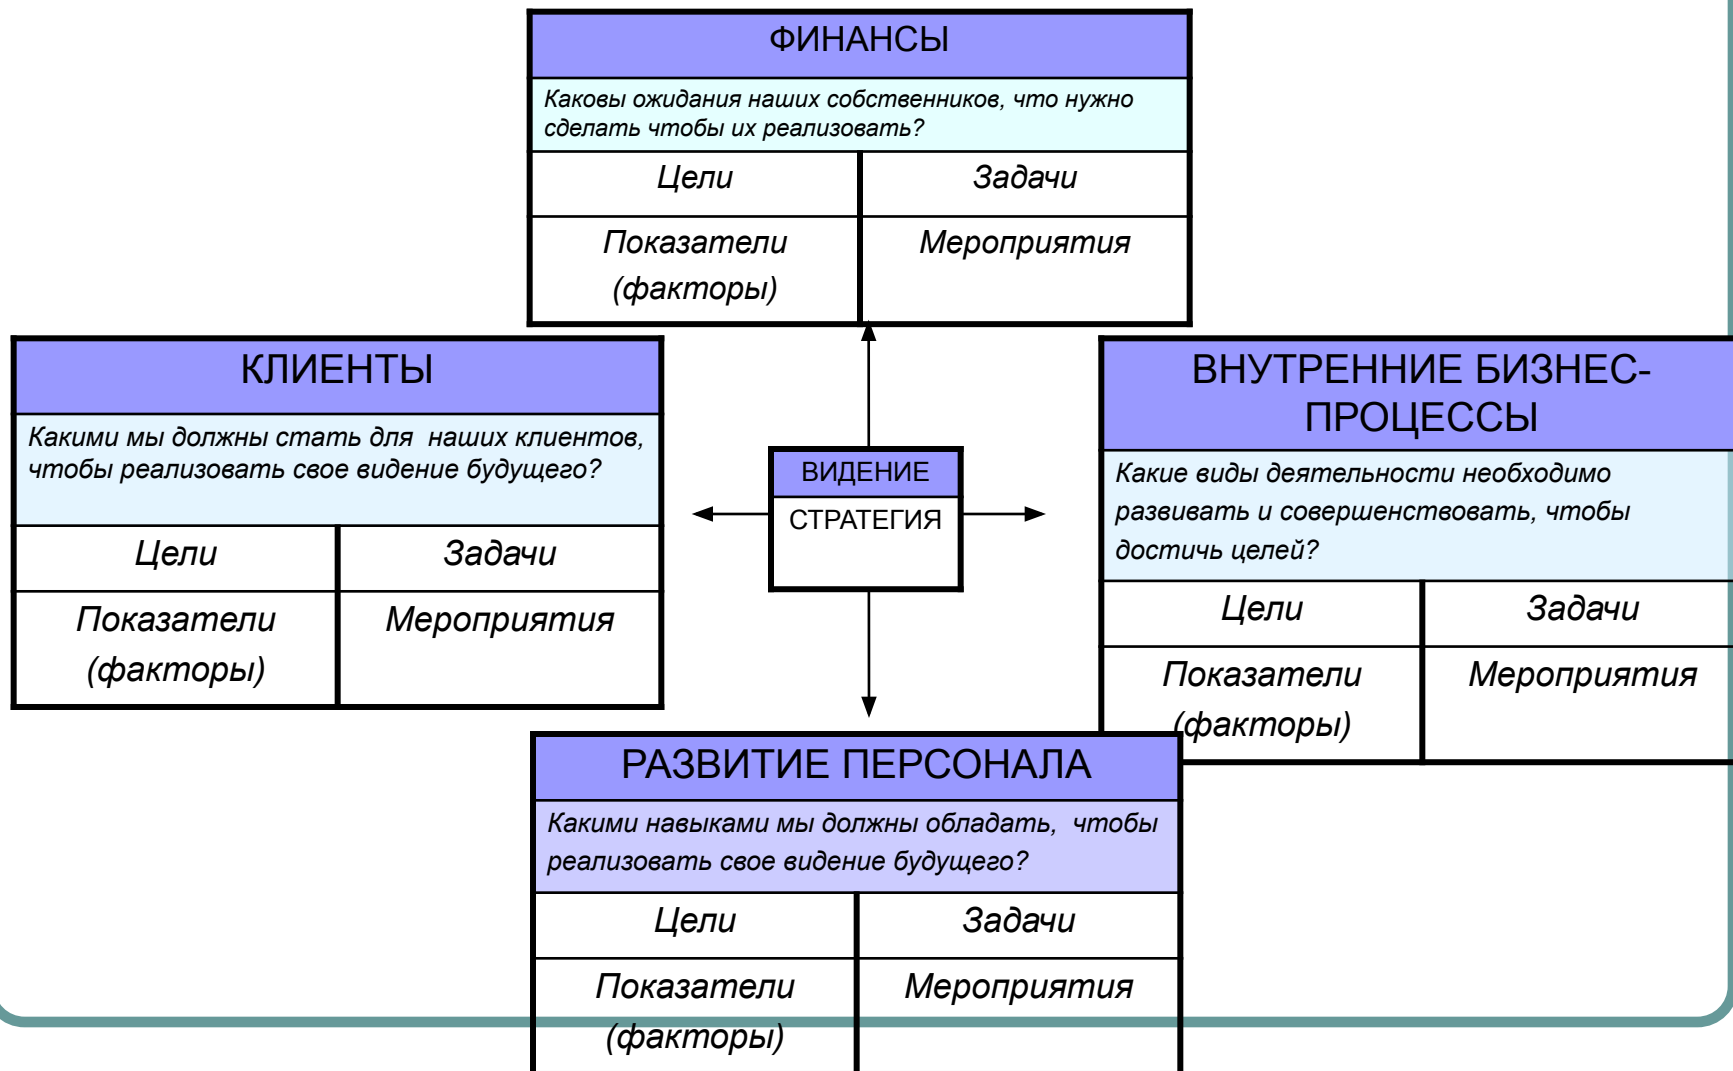 ФИНАНСЫ
Каковы ожидания наших собственников, что нужно
сделать чтобы их реализовать?
Цели
Задачи
Показатели
(факторы)
Мероприятия
КЛИЕНТЫ
Какими мы должны стать для наших клиентов,
чтобы реализовать свое видение будущего?
Цели
Задачи
Показатели
(факторы)
Мероприятия
ВИДЕНИЕ
СТРАТЕГИЯ
ВНУТРЕННИЕ БИЗНЕС-
ПРОЦЕССЫ
Какие виды деятельности необходимо
развивать и совершенствовать, чтобы
достичь целей?
Цели
Задачи
Показатели
(факторы)
Мероприятия
РАЗВИТИЕ ПЕРСОНАЛА
Какими навыками мы должны обладать, чтобы
реализовать свое видение будущего?
Цели
Задачи
Показатели
(факторы)
Мероприятия